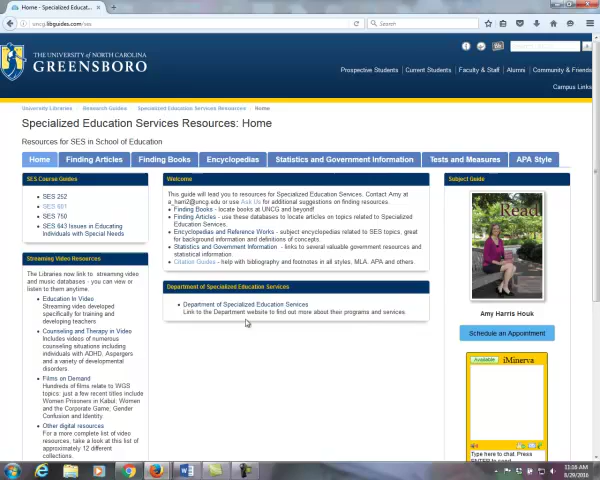 Home - Specialized Educat...
uncg.libguides.com/ses
Search
THE UNIVERSITY of NORTH CAROLINA
GREENSBORO
Prospective Students | Current Students | Faculty & Staff | Alumni | Community & Friends
Campus Links
University Libraries Research Guides Specialized Education Services Resources Home
Specialized Education Services Resources: Home
Resources for SES in School of Education
Home Finding Articles Finding Books Encyclopedias Statistics and Government Information Tests and Measures APA Style
SES Course Guides
SES 252
SES 661
SES 750
SES 643 Issues in Educating
Individuals with Special Needs
Streaming Video Resources
The Libraries now link to streaming video
and music databases - you can view or
listen to them anytime.
Education In Video
Streaming video developed
specifically for training and
developing teachers
Counseling and Therapy in Video
Includes videos of numerous
counseling situations including
individuals with ADHD, Aspergers
and a variety of developmental
disorders.
Films on Demand
Hundreds of films relate to WGS
topics: just a few recent titles include
Women Prisoners in Kabul, Women
and the Corporate Game, Gender
Confusion and Identity.
Other digital resources
For a more complete list of video
resources, take a look at this list of
approximately 12 different
collections.
Welcome
This guide will lead you to resources for Specialized Education Services. Contact Amy at
a_harri2@uncg.edu or use Ask Us for additional suggestions on finding resources.
Finding Books - locate books at UNCG and beyond!
Finding Articles - use these databases to locate articles on topics related to Specialized
Education Services.
Encyclopedias and Reference Works - subject encyclopedias related to SES topics, great
for background information and definitions of concepts.
Statistics and Government Information - links to several valuable government resources and
statistical information.
Citation Guides - help with bibliography and footnotes in all styles, MLA, APA and others.
Department of Specialized Education Services
Department of Specialized Education Services
Link to the Department website to find out more about their programs and services.
Subject Guide
Read
Amy Harris Houk
Schedule an Appointment
Available iMinerva
Type here to chat. Press
ENTER to send.
11:16 AM
8/29/2016